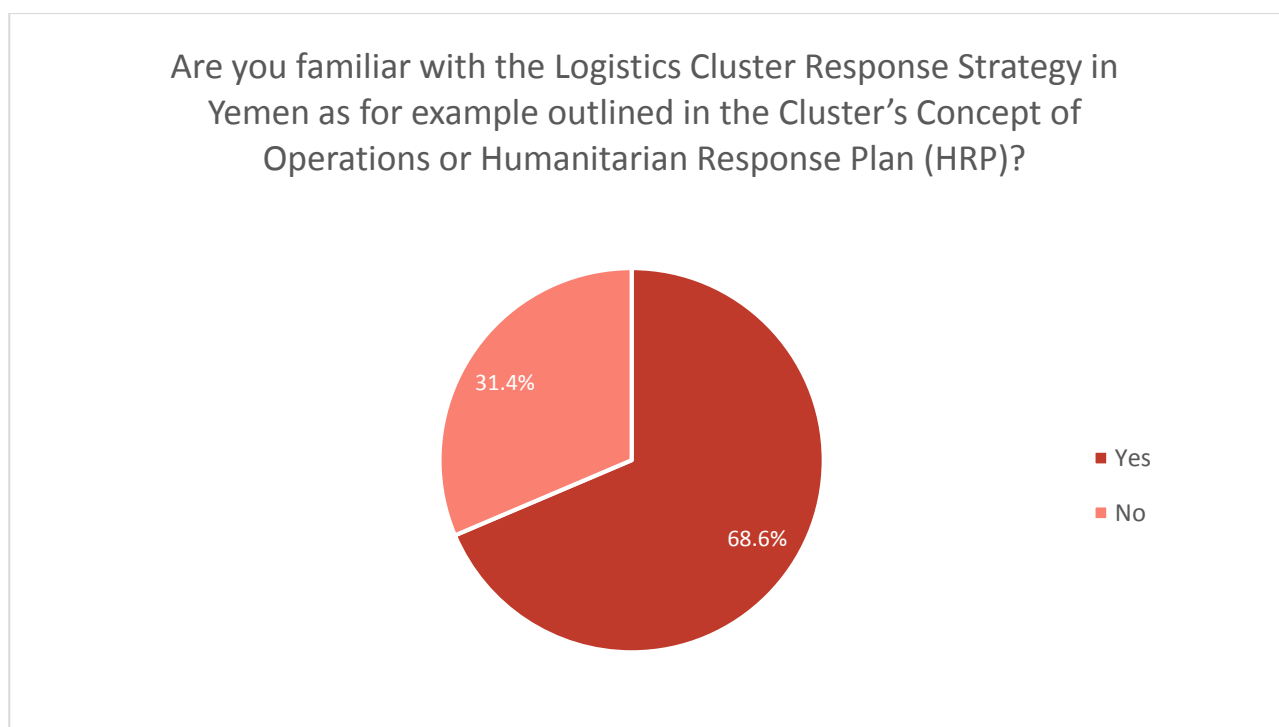 Are you familiar with the Logistics Cluster Response Strategy in
Yemen as for example outlined in the Cluster’s Concept of
Operations or Humanitarian Response Plan (HRP)?
31.4%
Yes
No
68.6%